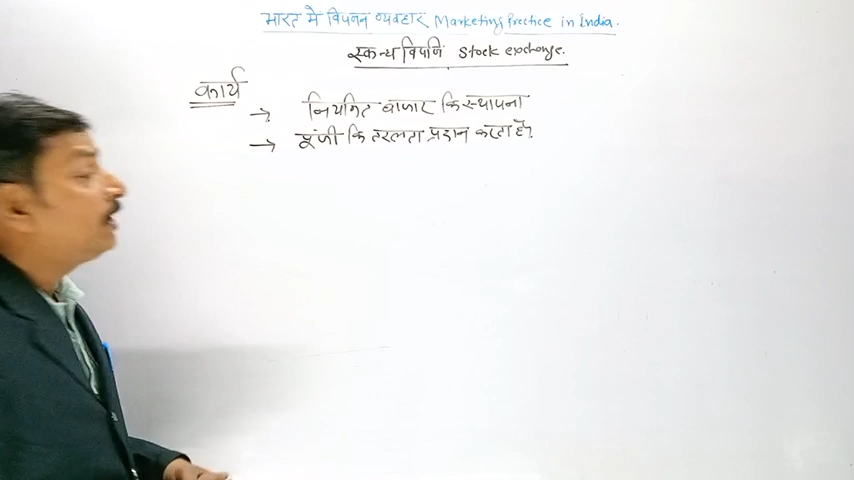 भारत में विपणन व्यवहार Marketing Practice in India.
स्कन्ध विपणि Stock exchange.
कार्य
→ नियमित बाजार कि स्थापना
→ पूंजी कि तरलता प्रदान करता है।